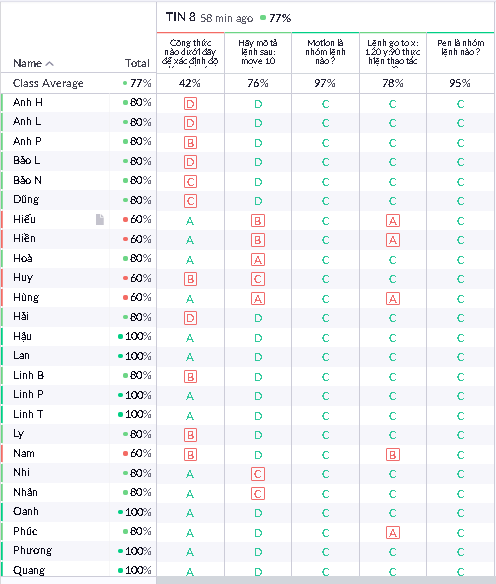 TIN 8 58 min ago 77%
Name Total
Công thức
nào dưới đây
để xác định độ
Hãy mô tả
lệnh sau:
move 10
Motion là
nhóm lệnh
nào ?
Lệnh go to x:
120 y:90 thực
hiện thao tác
Pen là nhóm
lệnh nào ?
Class Average 77% 42% 76% 97% 78% 95%
Anh H 80% D D C C C
Anh L 80% D D C C C
Anh P 80% B D C C C
Bảo L 80% D D C C C
Bảo N 80% C D C C C
Dũng 80% C D C C C
Hiếu 60% A B C A C
Hiền 60% A B C A C
Hoà 80% A A C C C
Huy 60% B C C C C
Hùng 60% A A C A C
Hải 80% D D C C C
Hậu 100% A D C C C
Lan 100% A D C C C
Linh B 80% B D C C C
Linh P 100% A D C C C
Linh T 100% A D C C C
Ly 80% B D C C C
Nam 60% B D C B C
Nhi 80% A C C C C
Nhân 80% A C C C C
Oanh 100% A D C C C
Phúc 80% A D C A C
Phương 100% A D C C C
Quang 100% A D C C C